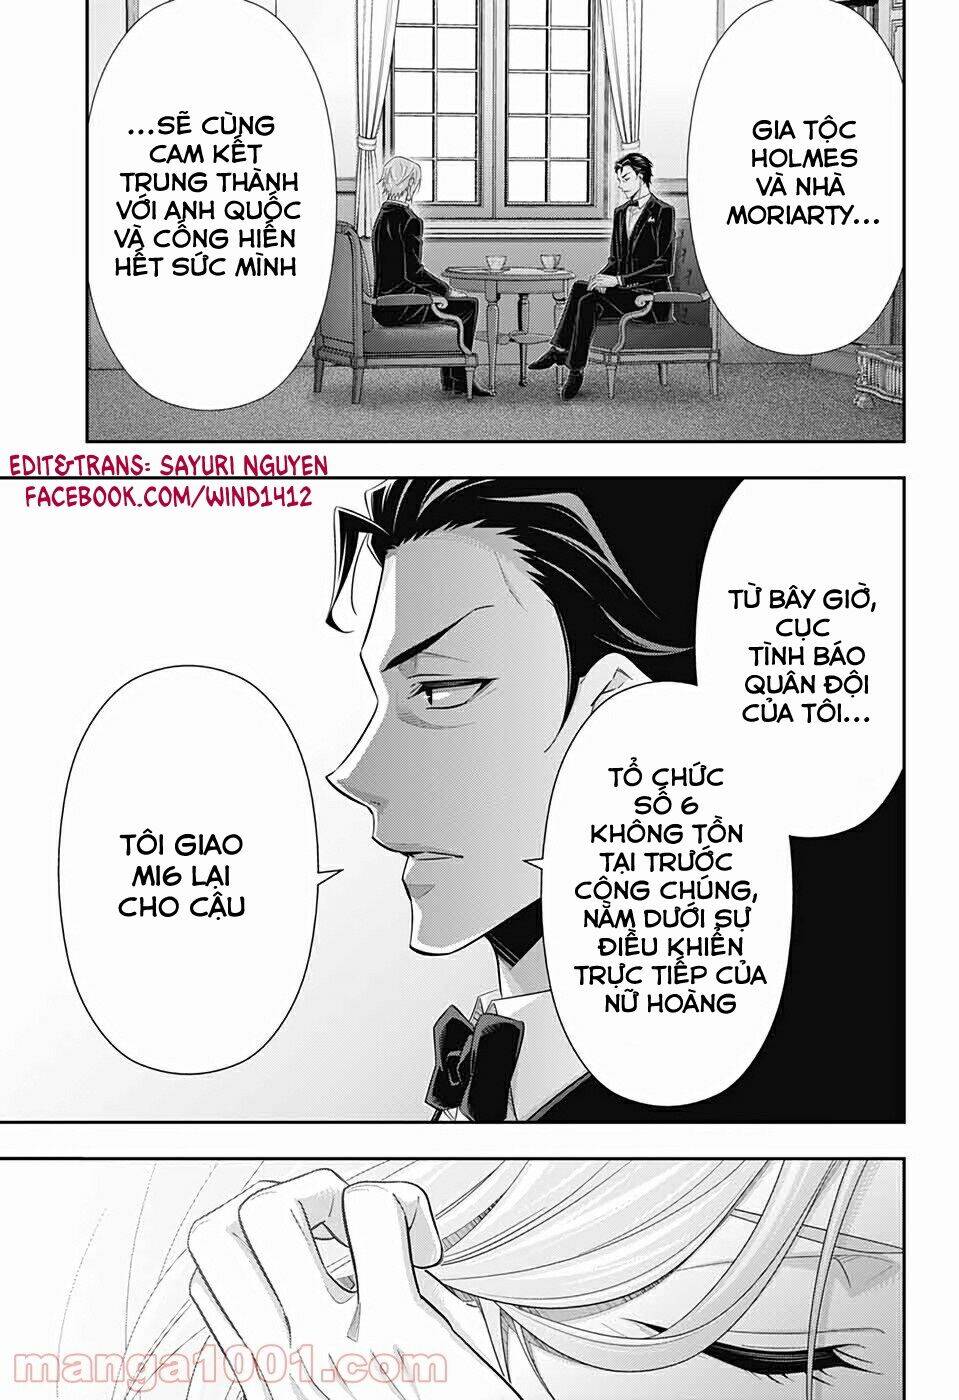 GIA TỘC
HOLMES
VÀ NHÀ
MORIARTY...
...SẼ CÙNG
CAM KẾT
TRUNG THÀNH
VỚI ANH QUỐC
VÀ CỐNG HIẾN
HẾT SỨC MÌNH
EDIT&TRANS: SAYURI NGUYEN
FACEBOOK.COM/WIND1412
TỪ BÂY GIỜ,
CỤC
TÌNH BÁO
QUÂN ĐỘI
CỦA TÔI...
TỔ CHỨC
SỐ 6
KHÔNG TỒN
TẠI TRƯỚC
CÔNG CHÚNG,
NẰM DƯỚI SỰ
ĐIỀU KHIỂN
TRỰC TIẾP CỦA
NỮ HOÀNG
TÔI GIAO
MI6 LẠI
CHO CẬU
manga1001.com